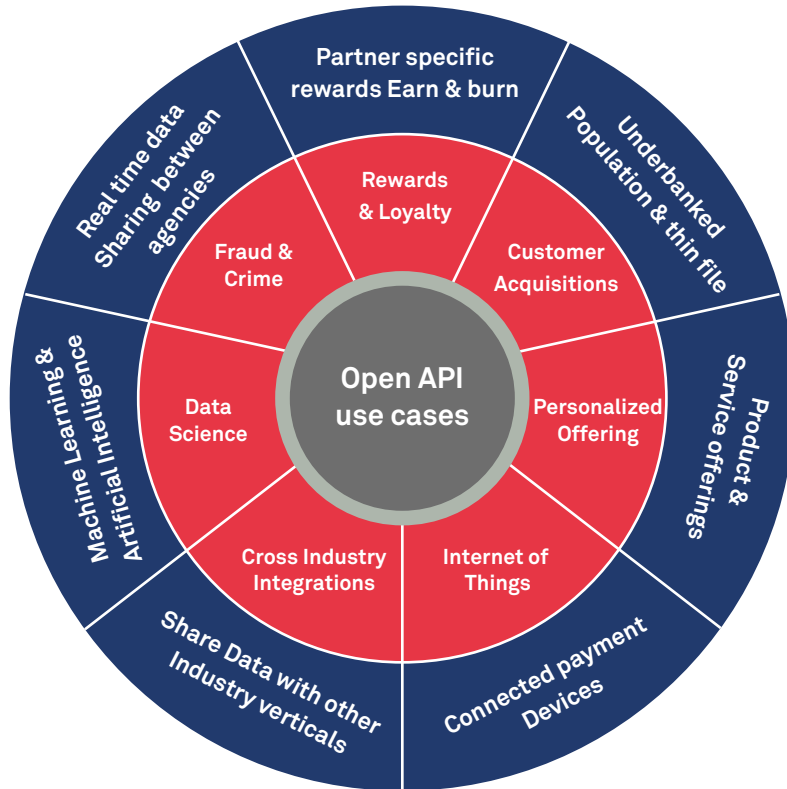 Open API
use cases
Rewards
& Loyalty
Customer
Acquisitions
Personalized
Offering
Internet of
Things
Cross Industry
Integrations
Data
Science
Fraud &
Crime
Partner specific
rewards Earn & burn
Underbanked
Population & thin file
Product &
Service offerings
Connected payment
Devices
Share Data with other
Industry verticals
Machine Learning &
Artificial Intelligence
Real time data
Sharing between
agencies